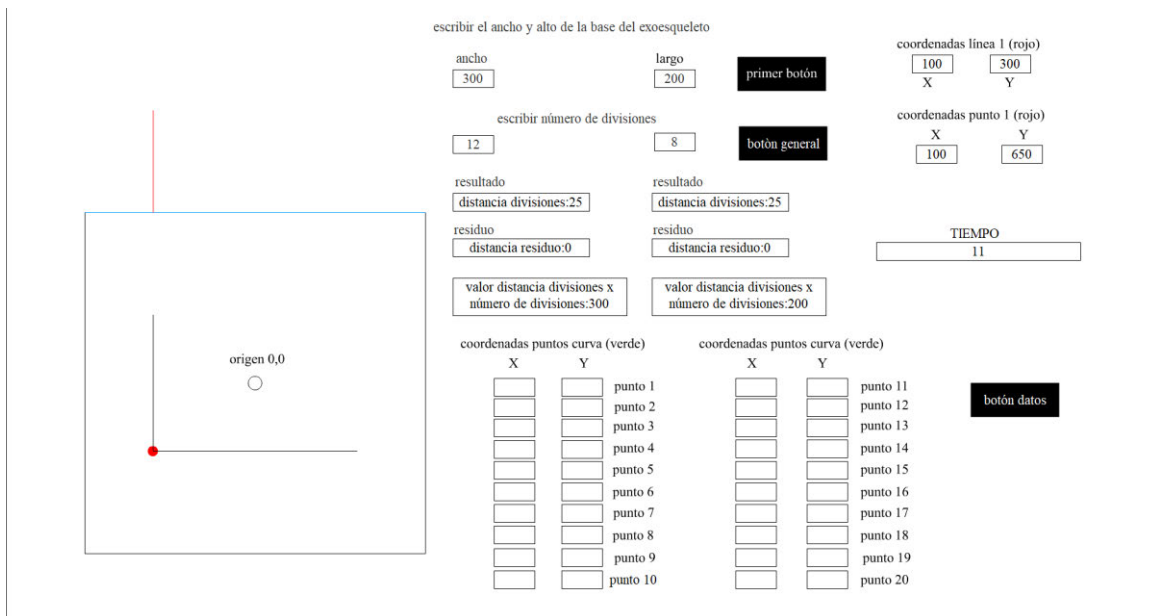 escribir el ancho y alto de la base del exoesqueleto
ancho
300
largo
200
primer botón
escribir número de divisiones
12
8
botòn general
resultado
distancia divisiones:25
resultado
distancia divisiones:25
residuo
distancia residuo:0
residuo
distancia residuo:0
valor distancia divisiones x
número de divisiones:300
valor distancia divisiones x
número de divisiones:200
coordenadas línea 1 (rojo)
100 300
X Y
coordenadas punto 1 (rojo)
X Y
100 650
TIEMPO
11
origen 0,0
coordenadas puntos curva (verde)
X Y
punto 1
punto 2
punto 3
punto 4
punto 5
punto 6
punto 7
punto 8
punto 9
punto 10
coordenadas puntos curva (verde)
X Y
punto 11
punto 12
punto 13
punto 14
punto 15
punto 16
punto 17
punto 18
punto 19
punto 20
botón datos